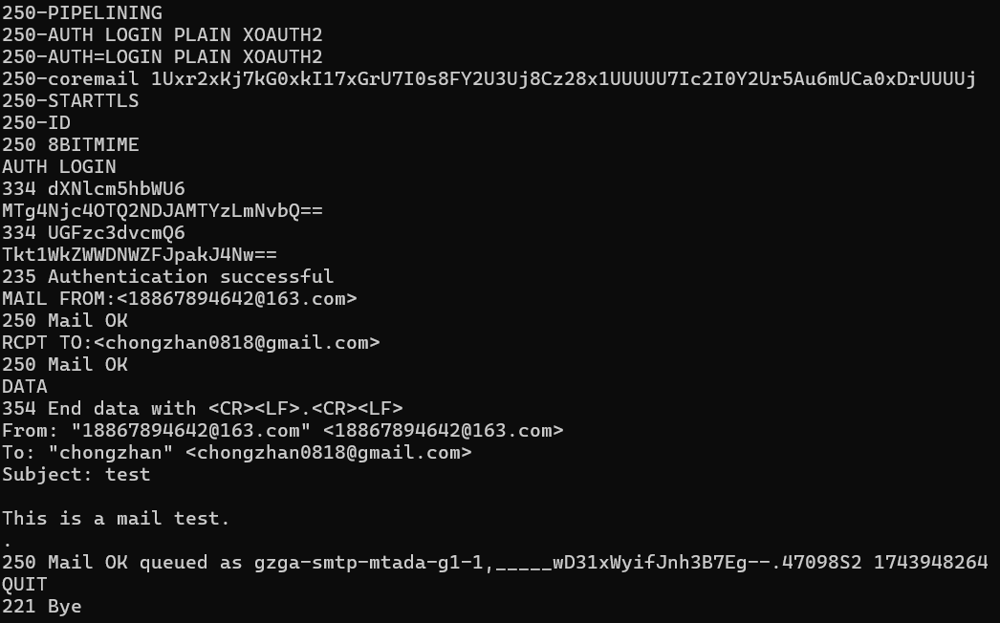 250-PIPELINING
250-AUTH LOGIN PLAIN XOAUTH2
250-AUTH=LOGIN PLAIN XOAUTH2
250-coremail 1Uxr2xKj7kG0xkI17xGrU7I0s8FY2U3Uj8Cz28x1UUUUU7Ic2I0Y2Ur5Au6mUCa0xDrUUUUj
250-STARTTLS
250-ID
250 8BITMIME
AUTH LOGIN
334 dXNlcm5hbWU6
MTg4Njc4OTQ2NDJAMTYzLmNvbQ==
334 UGFzc3dvcmQ6
Tkt1WkZWWDNWZFJpakJ4Nw==
235 Authentication successful
MAIL FROM:<18867894642@163.com>
250 Mail OK
RCPT TO:<chongzhan0818@gmail.com>
250 Mail OK
DATA
354 End data with <CR><LF>.<CR><LF>
From: "18867894642@163.com" <18867894642@163.com>
To: "chongzhan" <chongzhan0818@gmail.com>
Subject: test

This is a mail test.
.
250 Mail OK queued as gzga-smtp-mtada-g1-1,_____wD31xWyifJnh3B7Eg--.47098S2 1743948264
QUIT
221 Bye